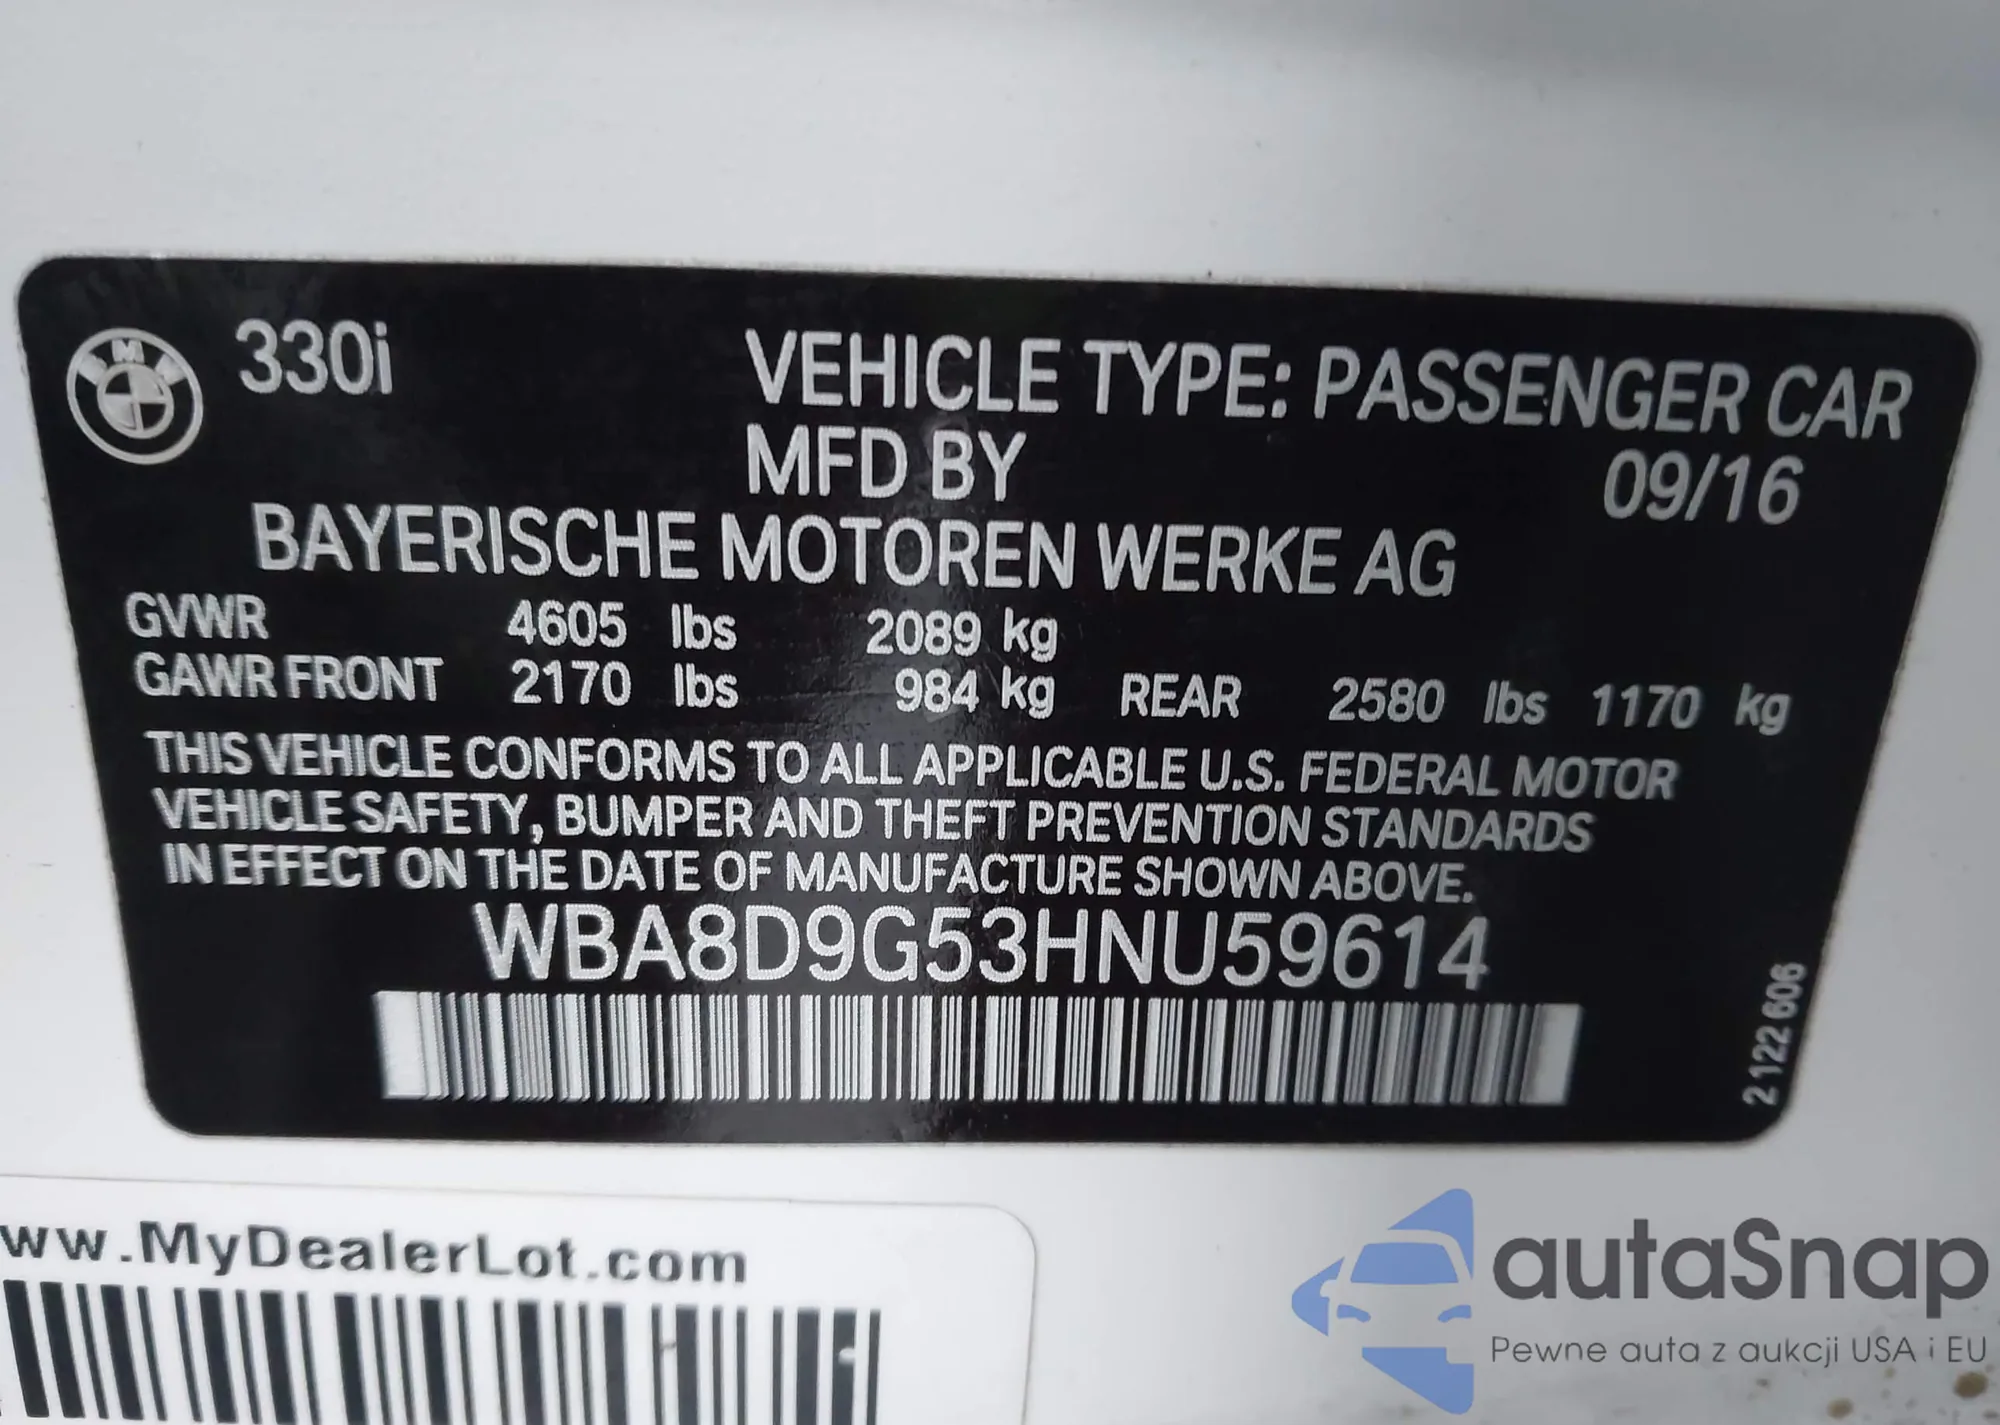 BMW
330i
VEHICLE TYPE: PASSENGER CAR
MFD BY
09/16
BAYERISCHE MOTOREN WERKE AG
GVWR 4605 lbs 2089 kg
GAWR FRONT 2170 lbs 984 kg REAR 2580 lbs 1170 kg
THIS VEHICLE CONFORMS TO ALL APPLICABLE U.S. FEDERAL MOTOR
VEHICLE SAFETY, BUMPER AND THEFT PREVENTION STANDARDS
IN EFFECT ON THE DATE OF MANUFACTURE SHOWN ABOVE.
WBA8D9G53HNU59614
2 122 606
ww.MyDealerLot.com
autaSnap
Pewne auta z aukcji USA i EU